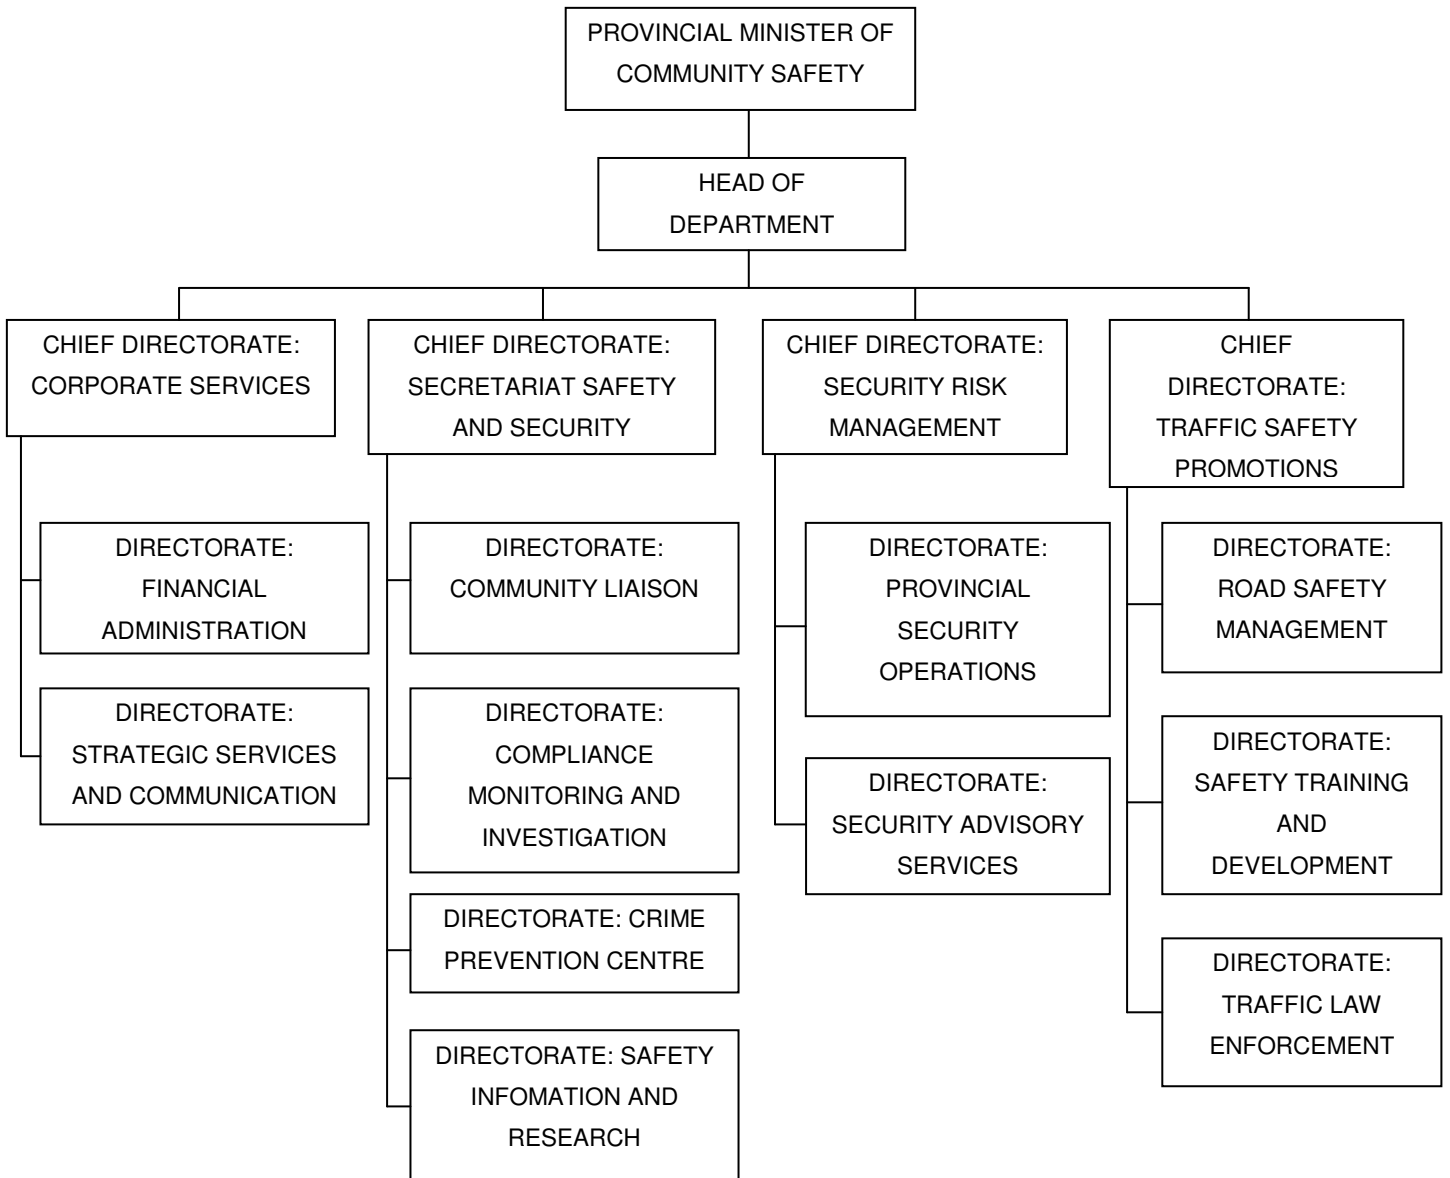 PROVINCIAL MINISTER OF
COMMUNITY SAFETY
HEAD OF
DEPARTMENT
CHIEF DIRECTORATE:
CORPORATE SERVICES
DIRECTORATE:
FINANCIAL
ADMINISTRATION
DIRECTORATE:
STRATEGIC SERVICES
AND COMMUNICATION
CHIEF DIRECTORATE:
SECRETARIAT SAFETY
AND SECURITY
DIRECTORATE:
COMMUNITY LIAISON
DIRECTORATE:
COMPLIANCE
MONITORING AND
INVESTIGATION
DIRECTORATE: CRIME
PREVENTION CENTRE
DIRECTORATE: SAFETY
INFOMATION AND
RESEARCH
CHIEF DIRECTORATE:
SECURITY RISK
MANAGEMENT
DIRECTORATE:
PROVINCIAL
SECURITY
OPERATIONS
DIRECTORATE:
SECURITY ADVISORY
SERVICES
CHIEF
DIRECTORATE:
TRAFFIC SAFETY
PROMOTIONS
DIRECTORATE:
ROAD SAFETY
MANAGEMENT
DIRECTORATE:
SAFETY TRAINING
AND
DEVELOPMENT
DIRECTORATE:
TRAFFIC LAW
ENFORCEMENT